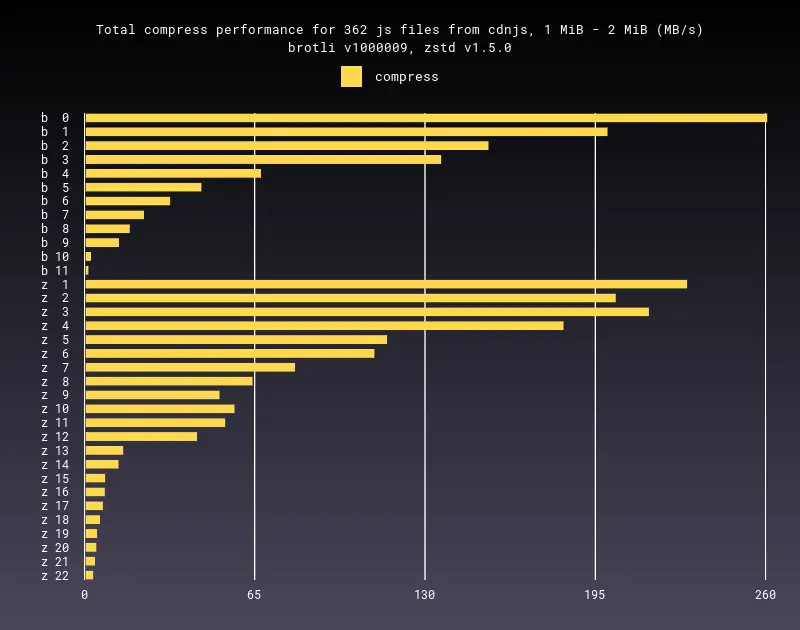 Total compress performance for 362 js files from cdnjs, 1 MiB - 2 MiB (MB/s)
brotli v1000009, zstd v1.5.0
compress
b  0
b  1
b  2
b  3
b  4
b  5
b  6
b  7
b  8
b  9
b 10
b 11
z  1
z  2
z  3
z  4
z  5
z  6
z  7
z  8
z  9
z 10
z 11
z 12
z 13
z 14
z 15
z 16
z 17
z 18
z 19
z 20
z 21
z 22
0 65 130 195 260